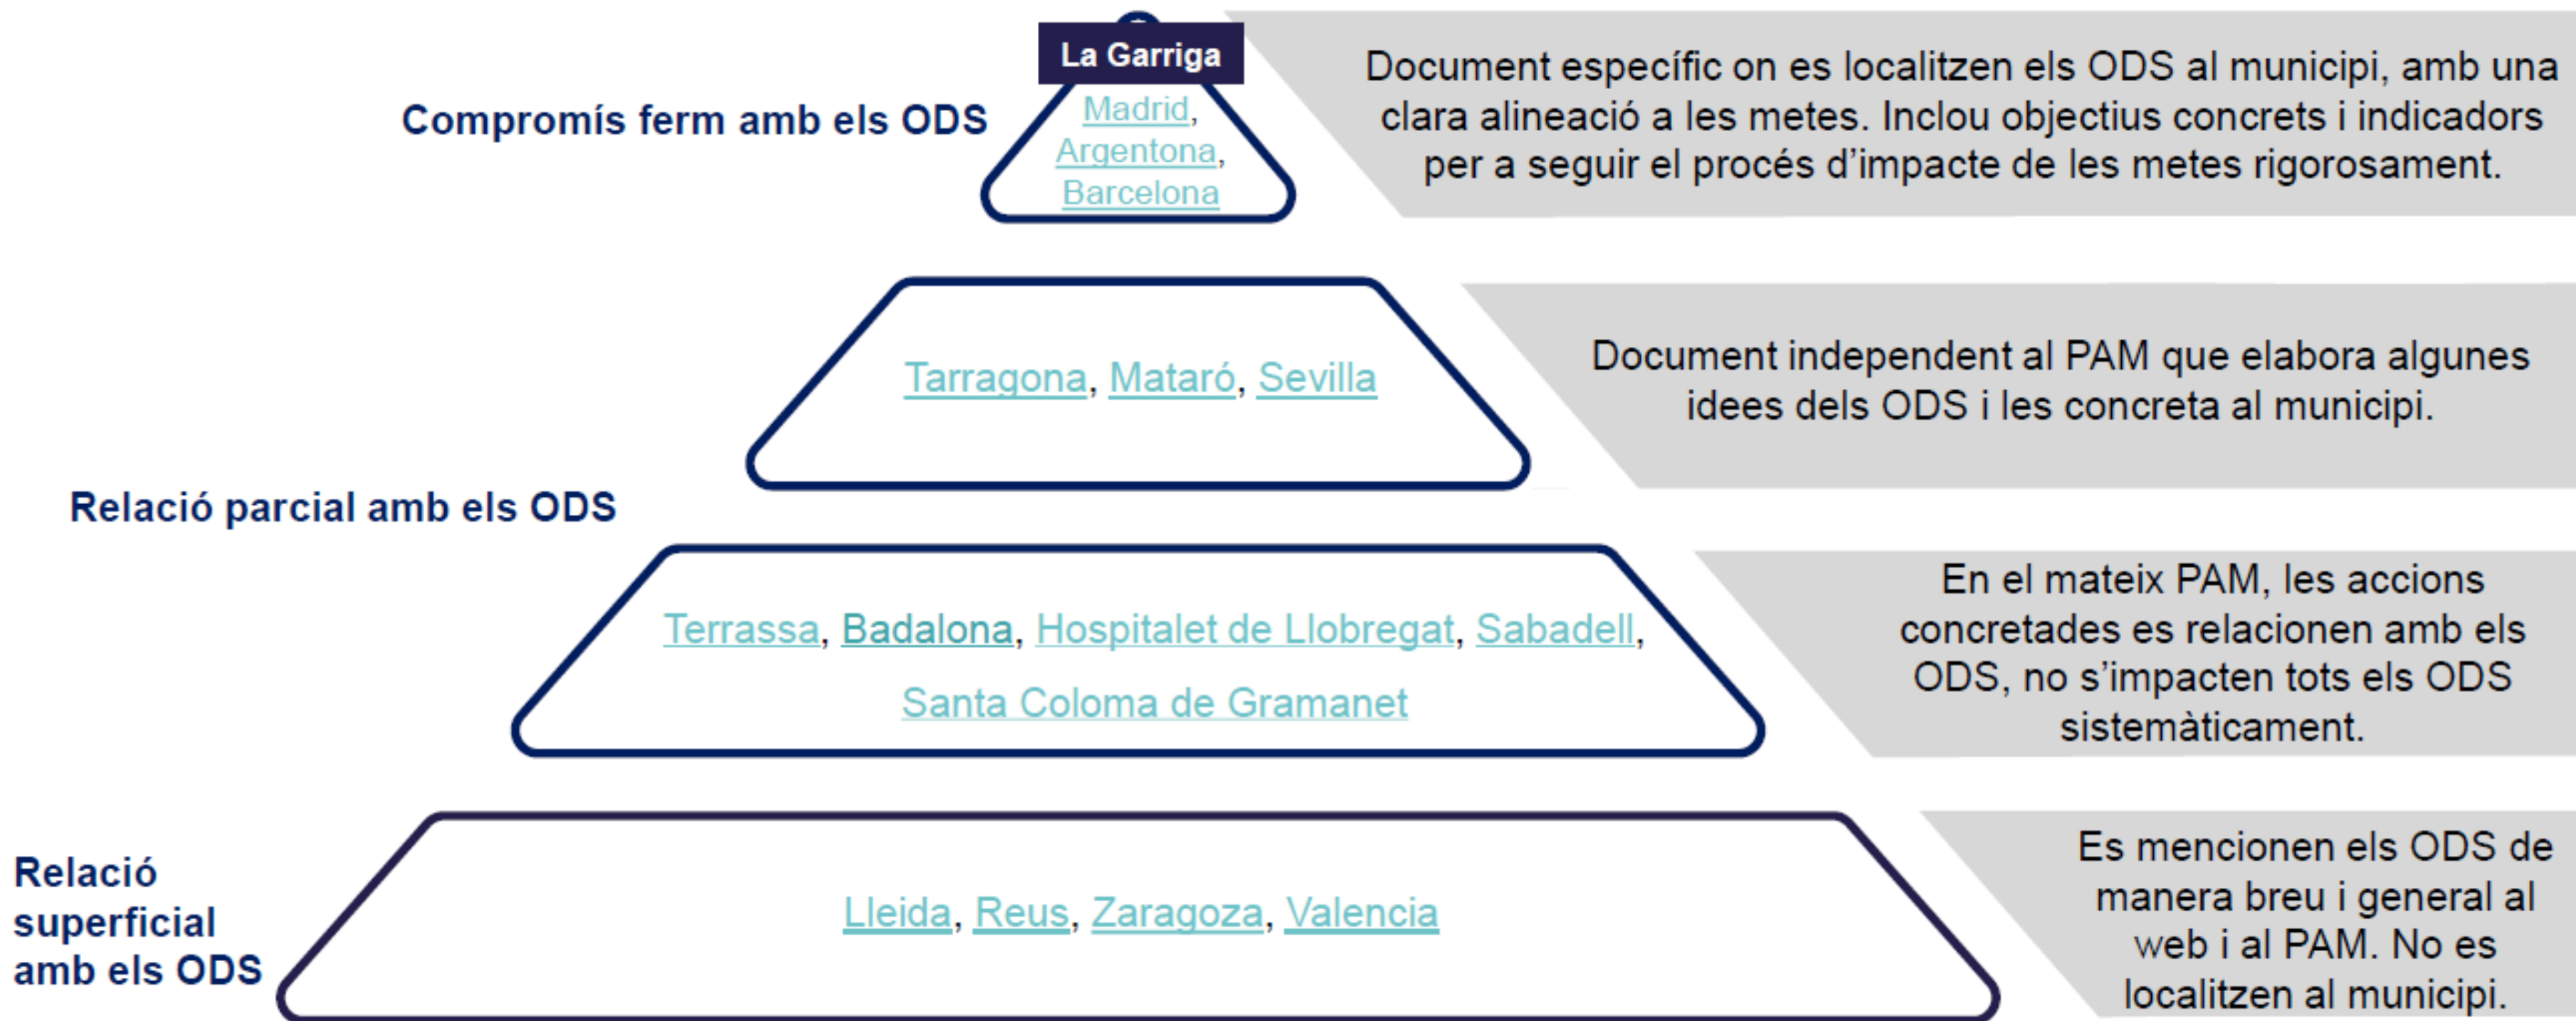 La Garriga
Compromís ferm amb els ODS
Madrid,
Argentona,
Barcelona
Document específic on es localitzen els ODS al municipi, amb una
clara alineació a les metes. Inclou objectius concrets i indicadors
per a seguir el procés d’impacte de les metes rigorosament.
Tarragona, Mataró, Sevilla
Document independent al PAM que elabora algunes
idees dels ODS i les concreta al municipi.
Relació parcial amb els ODS
Terrassa, Badalona, Hospitalet de Llobregat, Sabadell,
Santa Coloma de Gramanet
En el mateix PAM, les accions
concretades es relacionen amb els
ODS, no s’impacten tots els ODS
sistemàticament.
Relació
superficial
amb els ODS
Lleida, Reus, Zaragoza, Valencia
Es mencionen els ODS de
manera breu i general al
web i al PAM. No es
localitzen al municipi.